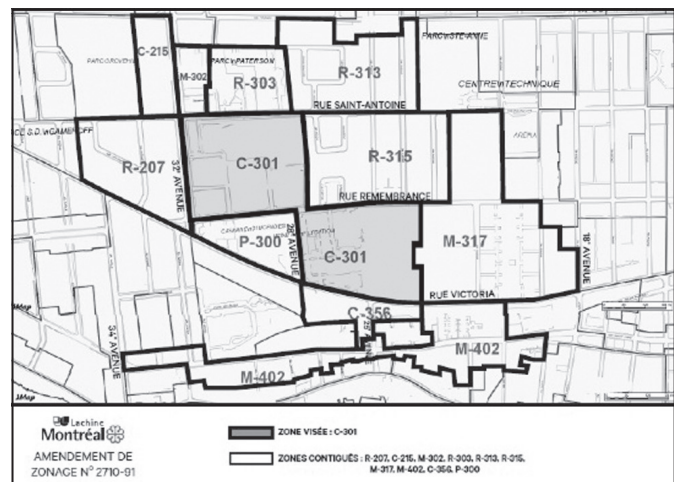 PARC STE-ANNE
C-215
M-302
PARC PATERSON
R-303
R-313
CENTRE TECHNIQUE
RUE SAINT-ANTOINE
ARENA
R-207
32e AVENUE
C-301
R-315
RUE REMEMBRANCE
P-300
28e AVENUE
C-301
M-317
18e AVENUE
RUE VICTORIA
C-356
34e AVENUE
M-402
M-402
Lachine
Montréal
AMENDEMENT DE
ZONAGE N° 2710-91
ZONE VISÉE : C-301
ZONES CONTIGUËS : R-207, C-215, M-302, R-303, R-313, R-315,
M-317, M-402, C-356, P-300